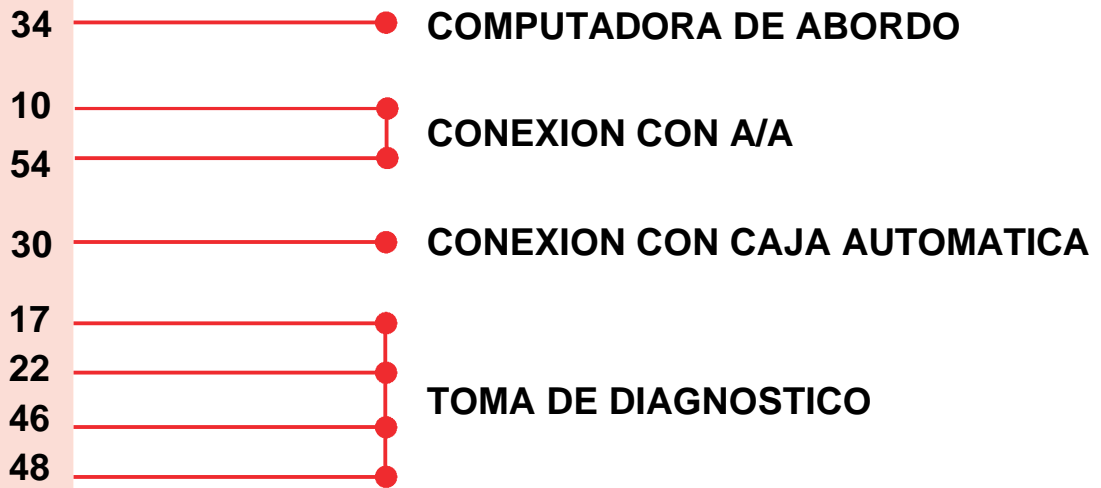 34 COMPUTADORA DE ABORDO
10
CONEXION CON A/A
54
30 CONEXION CON CAJA AUTOMATICA
17
22
TOMA DE DIAGNOSTICO
46
48